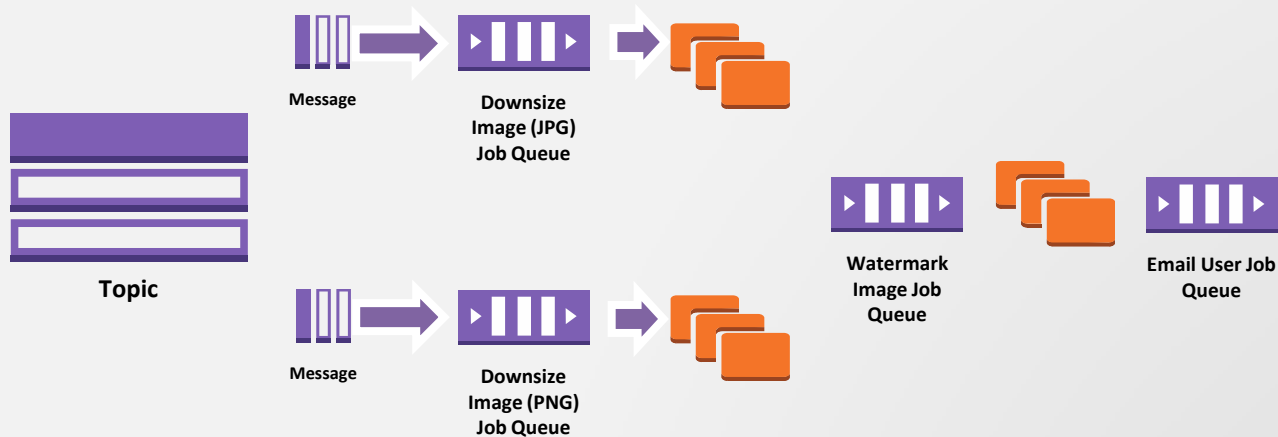 Message
Downsize
Image (JPG)
Job Queue
Topic
Message
Downsize
Image (PNG)
Job Queue
Watermark
Image Job
Queue
Email User Job
Queue